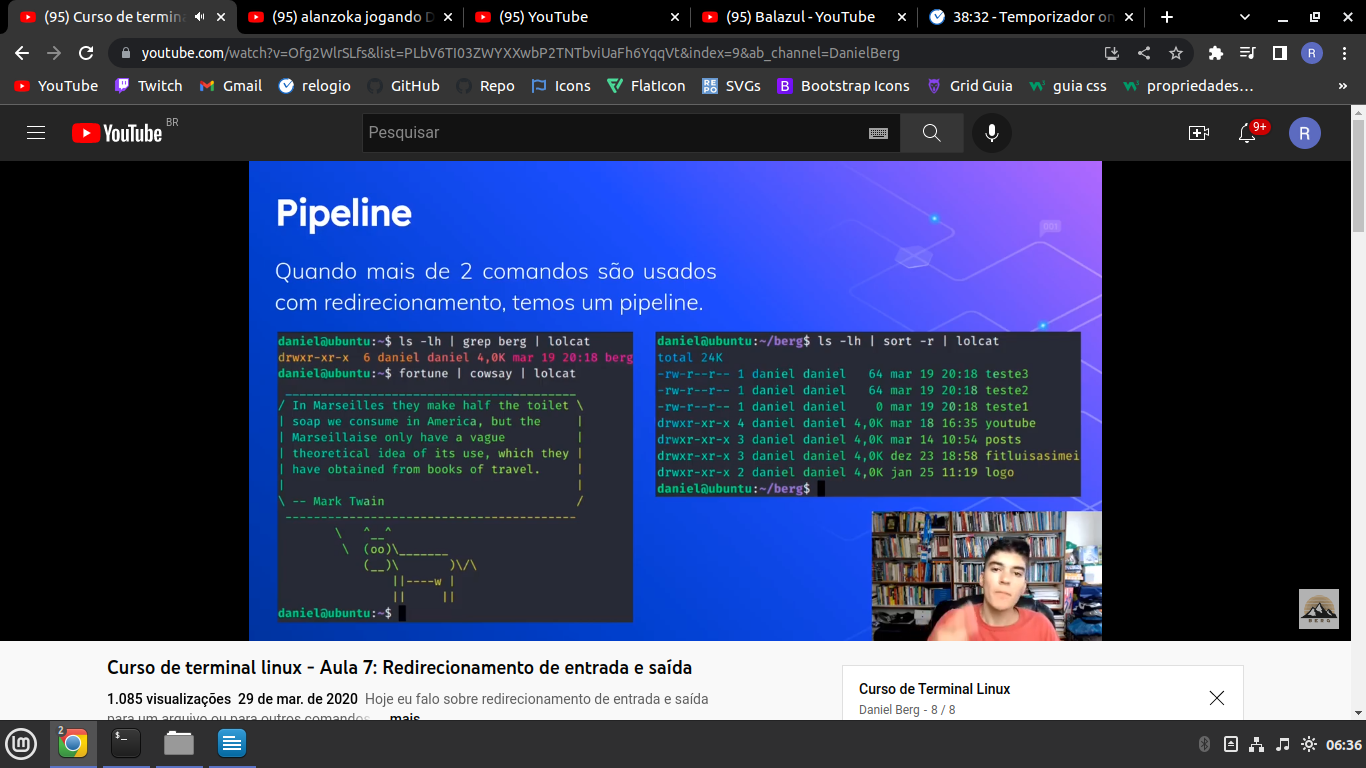 (95) Curso de termina
(95) alanzoka jogando D
(95) YouTube
(95) Balazul - YouTube
38:32 - Temporizador on
youtube.com/watch?v=Ofg2WlrSLfs&list=PLbV6TI03ZWYXXwbP2TNTbviUaFh6YqqVt&index=9&ab_channel=DanielBerg
R
YouTube
Twitch
Gmail
relogio
GitHub
Repo
Icons
FlatIcon
RE
PO
SVGs
B
Bootstrap Icons
Grid Guia
guia css
propriedades…
»
YouTube BR
Pesquisar
9+
R
Pipeline
Quando mais de 2 comandos são usados
com redirecionamento, temos um pipeline.
daniel@ubuntu:~$ ls -lh | grep berg | lolcat
drwxr-xr-x 6 daniel daniel 4,0K mar 19 20:18 berg
daniel@ubuntu:~$ fortune | cowsay | lolcat
 _________________________________________
/ In Marseilles they make half the toilet \
| soap we consume in America, but the     |
| Marseillaise only have a vague          |
| theoretical idea of its use, which they |
| have obtained from books of travel.     |
|                                         |
\ -- Mark Twain                           /
 -----------------------------------------
        \   ^__^
         \  (oo)\_______
            (__)\       )\/\
                ||----w |
                ||     ||
daniel@ubuntu:~$
daniel@ubuntu:~/berg$ ls -lh | sort -r | lolcat
total 24K
-rw-r--r-- 1 daniel daniel   64 mar 19 20:18 teste3
-rw-r--r-- 1 daniel daniel   64 mar 19 20:18 teste2
-rw-r--r-- 1 daniel daniel    0 mar 19 20:18 teste1
drwxr-xr-x 4 daniel daniel 4,0K mar 18 16:35 youtube
drwxr-xr-x 3 daniel daniel 4,0K mar 14 10:54 posts
drwxr-xr-x 3 daniel daniel 4,0K dez 23 18:58 fitluisasimei
drwxr-xr-x 2 daniel daniel 4,0K jan 25 11:19 logo
daniel@ubuntu:~/berg$
BERG
Curso de terminal linux - Aula 7: Redirecionamento de entrada e saída
1.085 visualizações 29 de mar. de 2020 Hoje eu falo sobre redirecionamento de entrada e saída
para um arquivo ou para outros comandos ... mais
Curso de Terminal Linux
Daniel Berg - 8 / 8
2
$_
06:36